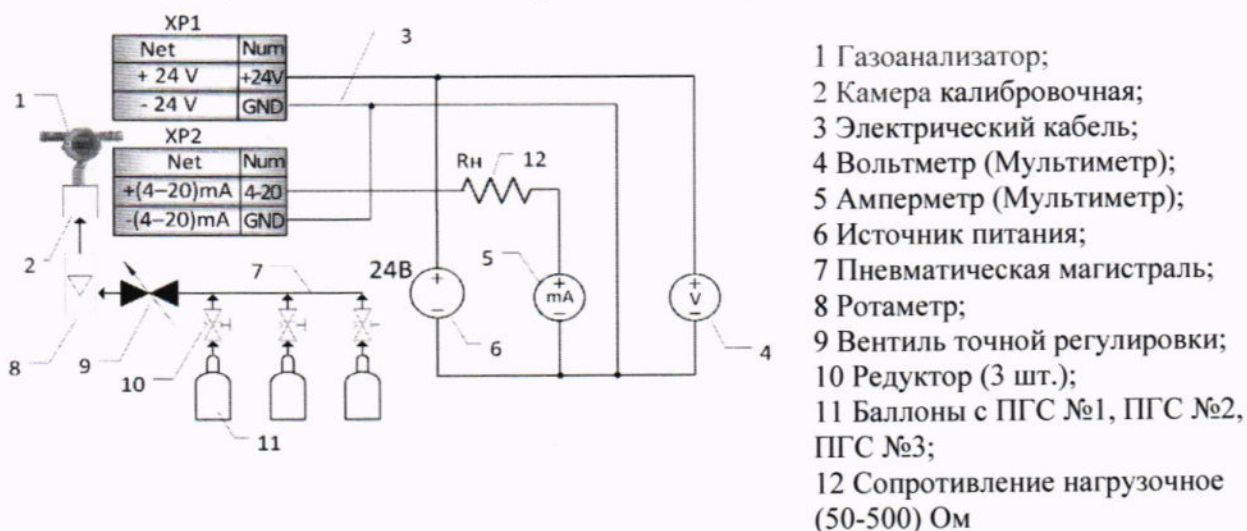 XP1
Net Num
+ 24 V +24V
- 24 V GND
XP2
Net Num
+(4–20)mA 4-20
-(4–20)mA GND
1
2
3
Rн 12
24В
5
+
mA
–
+
–
+
V
–
6
4
7
8
9
10
11
1 Газоанализатор;
2 Камера калибровочная;
3 Электрический кабель;
4 Вольтметр (Мультиметр);
5 Амперметр (Мультиметр);
6 Источник питания;
7 Пневматическая магистраль;
8 Ротаметр;
9 Вентиль точной регулировки;
10 Редуктор (3 шт.);
11 Баллоны с ПГС №1, ПГС №2,
ПГС №3;
12 Сопротивление нагрузочное
(50-500) Ом